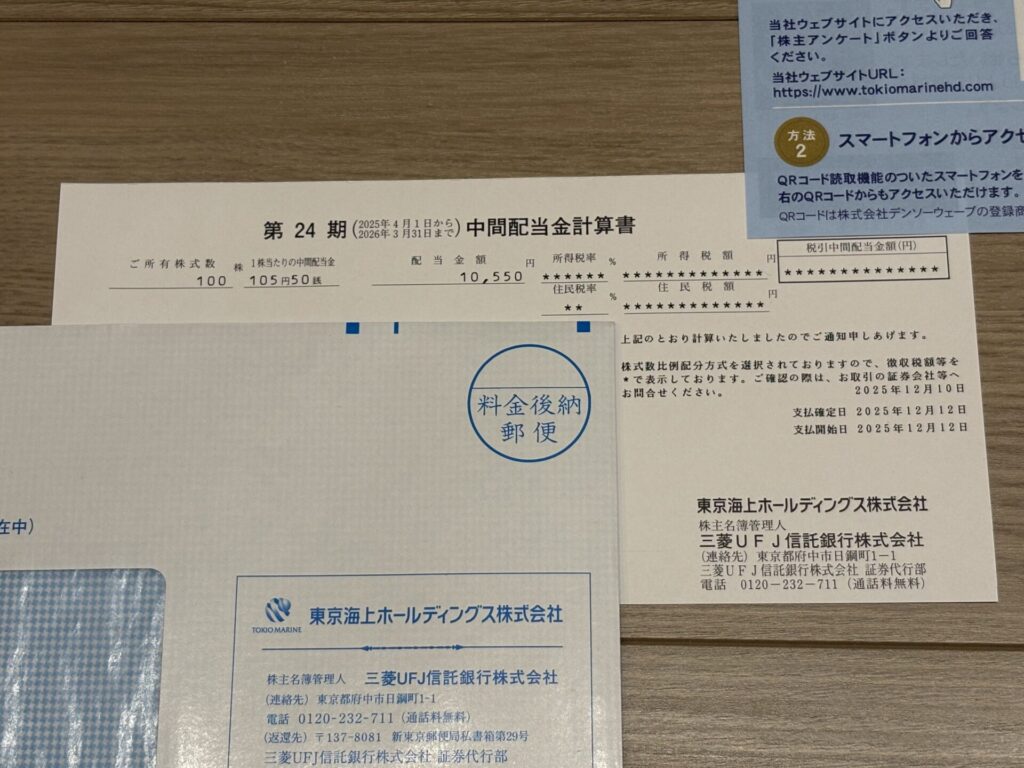 当社ウェブサイトにアクセスいただき、
「株主アンケート」ボタンよりご回答
ください。
当社ウェブサイトURL：
https://www.tokiomarinehd.com
方法
2
スマートフォンからアクセ
QRコード読取機能のついたスマートフォンを
右のQRコードからもアクセスいただけます。
QRコードは株式会社デンソーウェーブの登録商
第 24 期(2025年4月1日から2026年3月31日まで)中間配当金計算書
ご所有株式数
100 株
1株当たりの中間配当金
105円50銭
配当金額
10,550 円
所得税率
****** %
所得税額
************* 円
住民税率
** %
住民税額
************* 円
税引中間配当金額(円)
**************
上記のとおり計算いたしましたのでご通知申しあげます。
株式数比例配分方式を選択されておりますので、徴収税額等を
*で表示しております。ご確認の際は、お取引の証券会社等へ
お問合せください。
2025年12月10日
支払確定日 2025年12月12日
支払開始日 2025年12月12日
東京海上ホールディングス株式会社
株主名簿管理人
三菱UFJ信託銀行株式会社
(連絡先) 東京都府中市日鋼町1-1
三菱UFJ信託銀行株式会社 証券代行部
電話 0120-232-711 (通話料無料)
料金後納
郵便
在中)
TOKIO MARINE
東京海上ホールディングス株式会社
株主名簿管理人 三菱UFJ信託銀行株式会社
(連絡先) 東京都府中市日鋼町1-1
電話 0120-232-711 (通話料無料)
(返還先) 〒137-8081 新東京郵便局私書箱第29号
三菱UFJ信託銀行株式会社 証券代行部